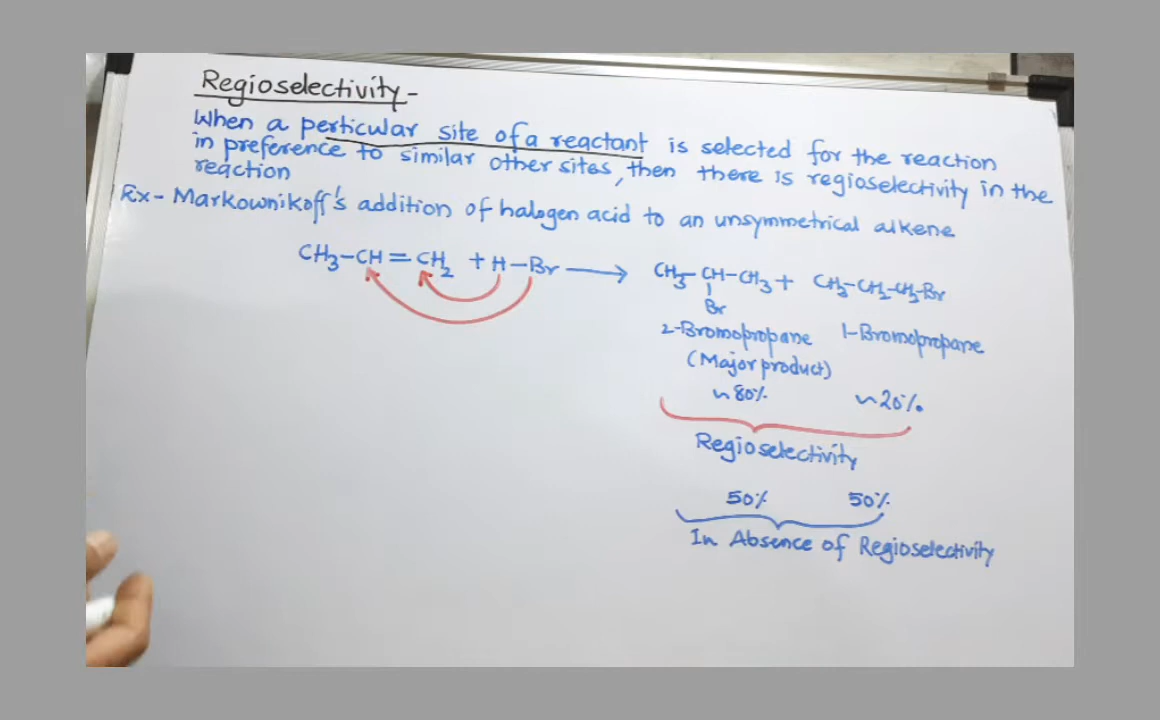 Regioselectivity-
When a perticular site of a reactant is selected for the reaction
in preference to similar other sites, then there is regioselectivity in the
reaction
Ex- Markownikoff's addition of halogen acid to an unsymmetrical alkene
CH3-CH=CH2 + H-Br → CH3-CH-CH3 + CH3-CH2-CH2-Br
Br
2-Bromopropane 1-Bromopropane
(Major product)
~80% ~20%
Regioselectivity
50% 50%
In Absence of Regioselectivity